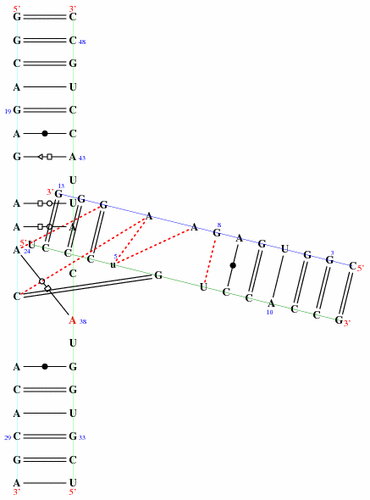 5' 3'
G C
G C 48
C G
A U
19 G C
A C
G A 43
U
3' 13 G G G A A 8 G A G U G 2 G C 5'
A U
A A
5' U C C C 5 u G U C C A 10 C C G 3'
A 24
C
C
A 38
U
A G
C G
A U
29 C G 33
G C
A U
3' 5'